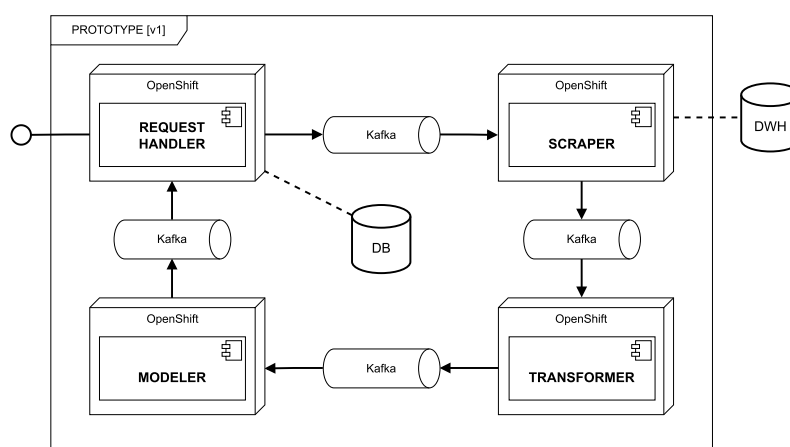 PROTOTYPE [v1]
OpenShift
REQUEST
HANDLER
Kafka
OpenShift
SCRAPER
DWH
Kafka
DB
Kafka
OpenShift
MODELER
Kafka
OpenShift
TRANSFORMER